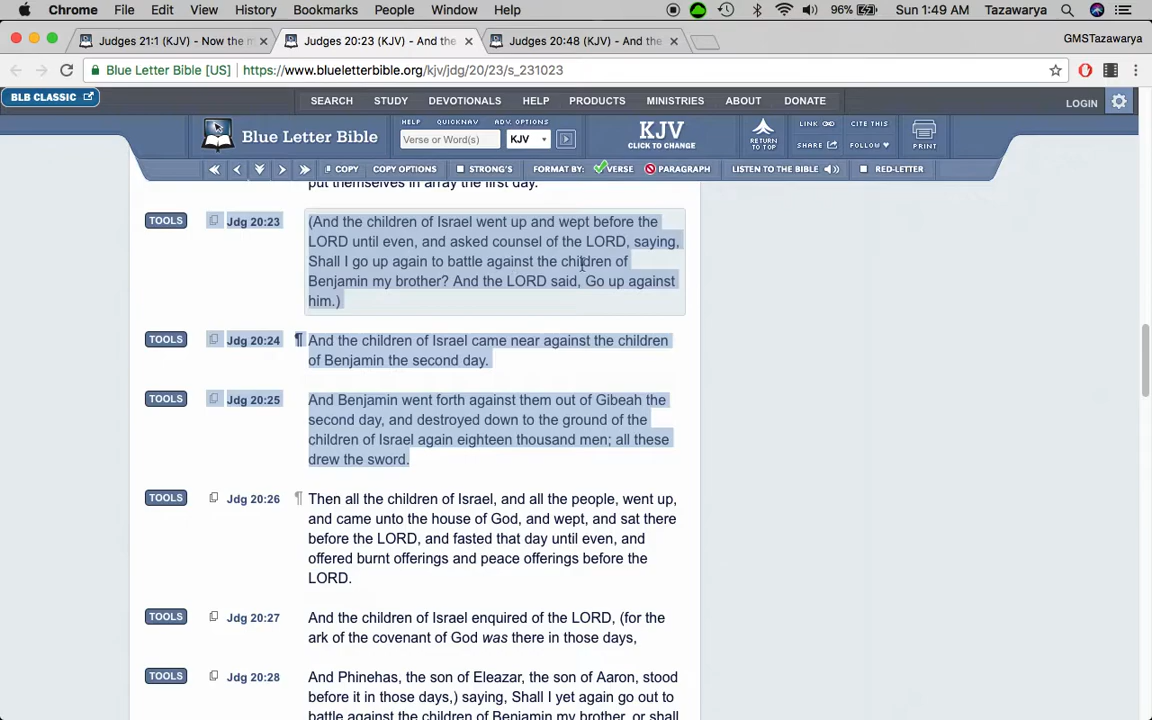 Chrome File Edit View History Bookmarks People Window Help 96% Sun 1:49 AM Tazawarya
Judges 21:1 (KJV) - Now the m × Judges 20:23 (KJV) - And the × Judges 20:48 (KJV) - And the × GMSTazawarya
Blue Letter Bible [US] https://www.blueletterbible.org/kjv/jdg/20/23/s_231023
BLB CLASSIC SEARCH STUDY DEVOTIONALS HELP PRODUCTS MINISTRIES ABOUT DONATE LOGIN
HELP QUICKNAV ADV. OPTIONS
Blue Letter Bible Verse or Word(s) KJV
KJV
CLICK TO CHANGE
RETURN
TO TOP
LINK CITE THIS
SHARE FOLLOW
PRINT
COPY COPY OPTIONS STRONG'S FORMAT BY: VERSE PARAGRAPH LISTEN TO THE BIBLE RED-LETTER
put themselves in array the first day.
TOOLS Jdg 20:23 (And the children of Israel went up and wept before the
LORD until even, and asked counsel of the LORD, saying,
Shall I go up again to battle against the children of
Benjamin my brother? And the LORD said, Go up against
him.)
TOOLS Jdg 20:24 ¶ And the children of Israel came near against the children
of Benjamin the second day.
TOOLS Jdg 20:25 And Benjamin went forth against them out of Gibeah the
second day, and destroyed down to the ground of the
children of Israel again eighteen thousand men; all these
drew the sword.
TOOLS Jdg 20:26 ¶ Then all the children of Israel, and all the people, went up,
and came unto the house of God, and wept, and sat there
before the LORD, and fasted that day until even, and
offered burnt offerings and peace offerings before the
LORD.
TOOLS Jdg 20:27 And the children of Israel enquired of the LORD, (for the
ark of the covenant of God was there in those days,
TOOLS Jdg 20:28 And Phinehas, the son of Eleazar, the son of Aaron, stood
before it in those days,) saying, Shall I yet again go out to
battle against the children of Benjamin my brother, or shall